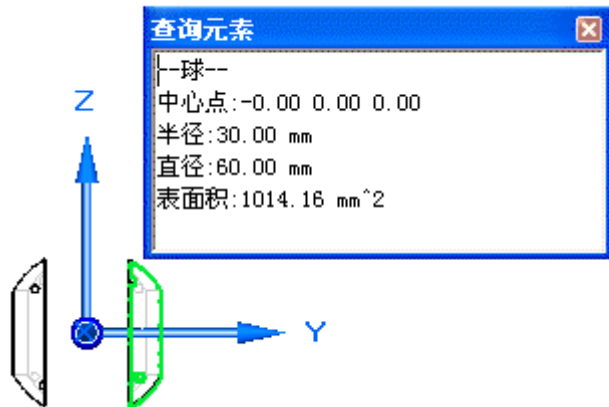 查询元素
--球--
中心点:-0.00 0.00 0.00
半径:30.00 mm
直径:60.00 mm
表面积:1014.16 mm^2
Z
Y